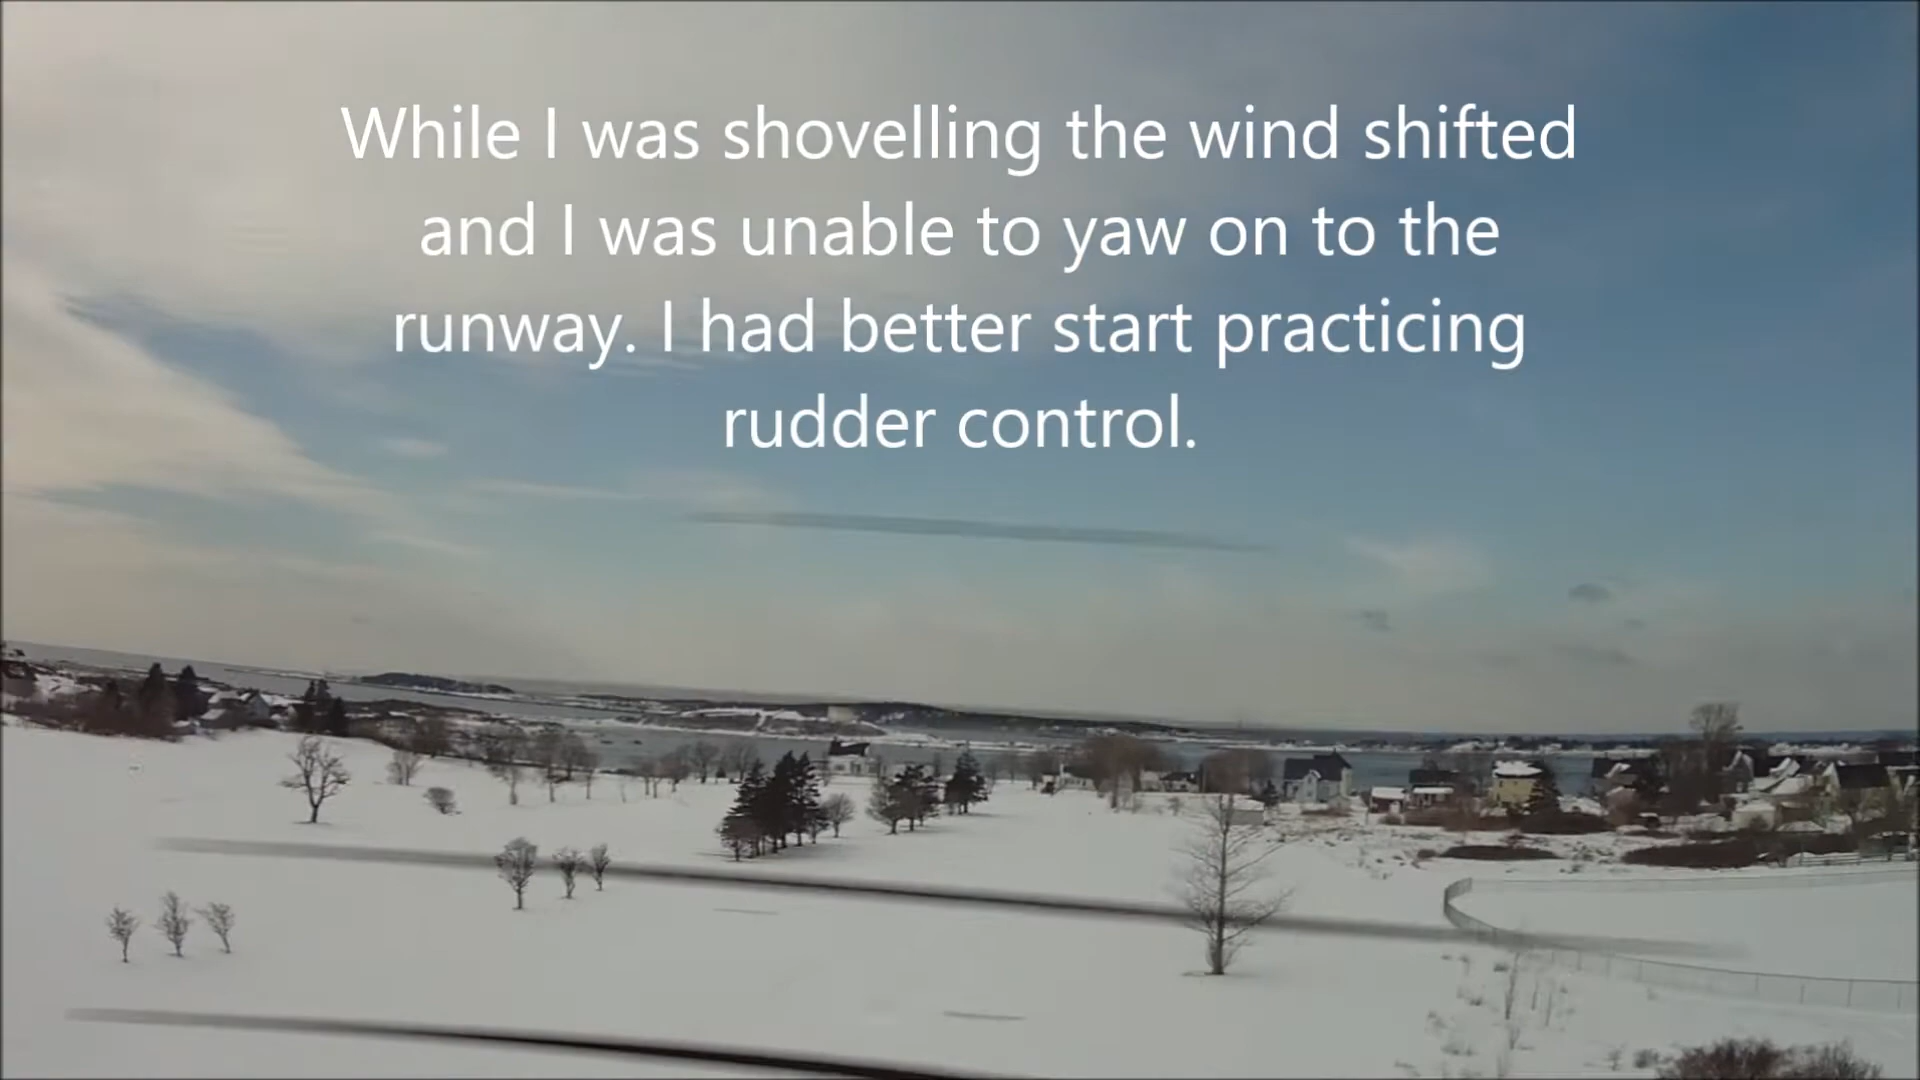 While I was shovelling the wind shifted
and I was unable to yaw on to the
runway. I had better start practicing
rudder control.